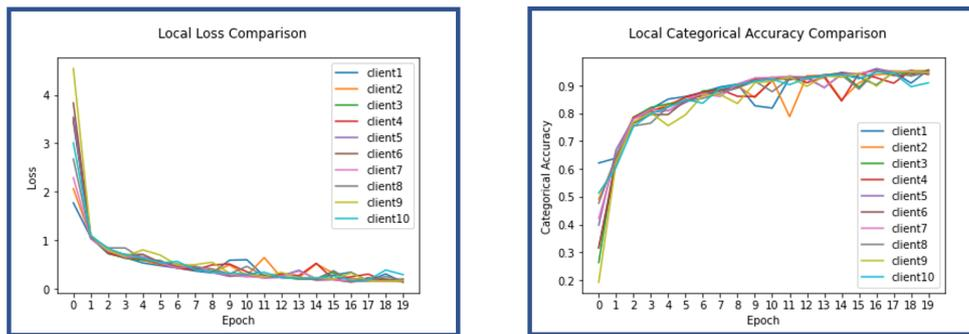 Local Loss Comparison
Loss
4
3
2
1
0
client1
client2
client3
client4
client5
client6
client7
client8
client9
client10
0 1 2 3 4 5 6 7 8 9 10 11 12 13 14 15 16 17 18 19
Epoch
Local Categorical Accuracy Comparison
Categorical Accuracy
0.9
0.8
0.7
0.6
0.5
0.4
0.3
0.2
client1
client2
client3
client4
client5
client6
client7
client8
client9
client10
0 1 2 3 4 5 6 7 8 9 10 11 12 13 14 15 16 17 18 19
Epoch